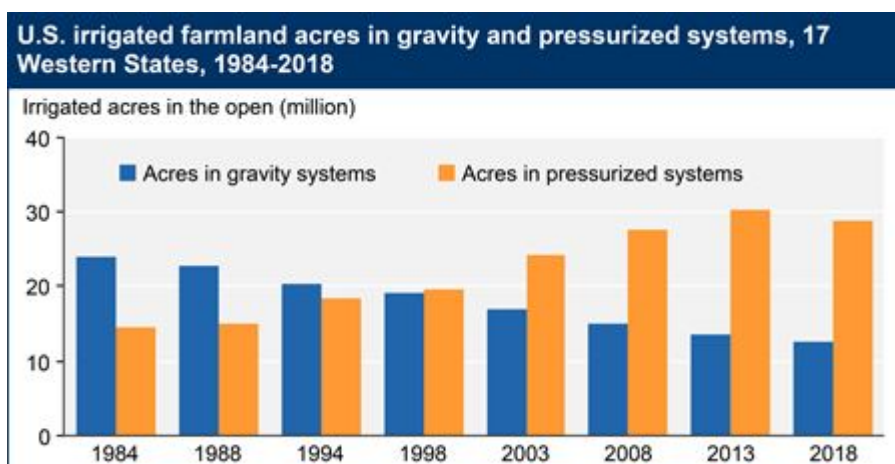 U.S. irrigated farmland acres in gravity and pressurized systems, 17
Western States, 1984-2018
Irrigated acres in the open (million)
40
Acres in gravity systems
Acres in pressurized systems
30
20
10
0
1984 1988 1994 1998 2003 2008 2013 2018